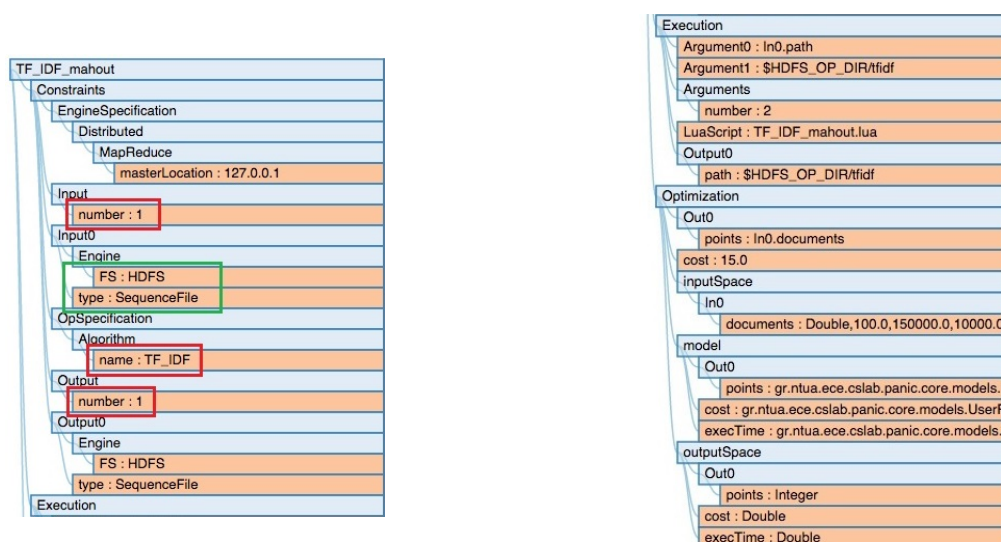 TF_IDF_mahout
Constraints
EngineSpecification
Distributed
MapReduce
masterLocation : 127.0.0.1
Input
number : 1
Input0
Engine
FS : HDFS
type : SequenceFile
OpSpecification
Algorithm
name : TF_IDF
Output
number : 1
Output0
Engine
FS : HDFS
type : SequenceFile
Execution
Execution
Argument0 : In0.path
Argument1 : $HDFS_OP_DIR/tfidf
Arguments
number : 2
LuaScript : TF_IDF_mahout.lua
Output0
path : $HDFS_OP_DIR/tfidf
Optimization
Out0
points : In0.documents
cost : 15.0
inputSpace
In0
documents : Double,100.0,150000.0,10000.0
model
Out0
points : gr.ntua.ece.cslab.panic.core.models.
cost : gr.ntua.ece.cslab.panic.core.models.UserF
execTime : gr.ntua.ece.cslab.panic.core.models.
outputSpace
Out0
points : Integer
cost : Double
execTime : Double